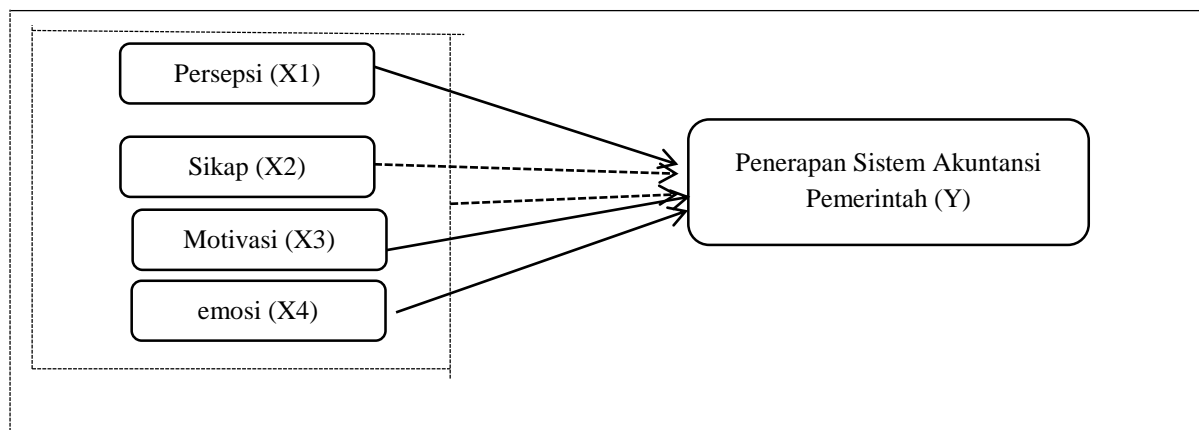 Persepsi (X1)
Sikap (X2)
Motivasi (X3)
emosi (X4)
Penerapan Sistem Akuntansi
Pemerintah (Y)